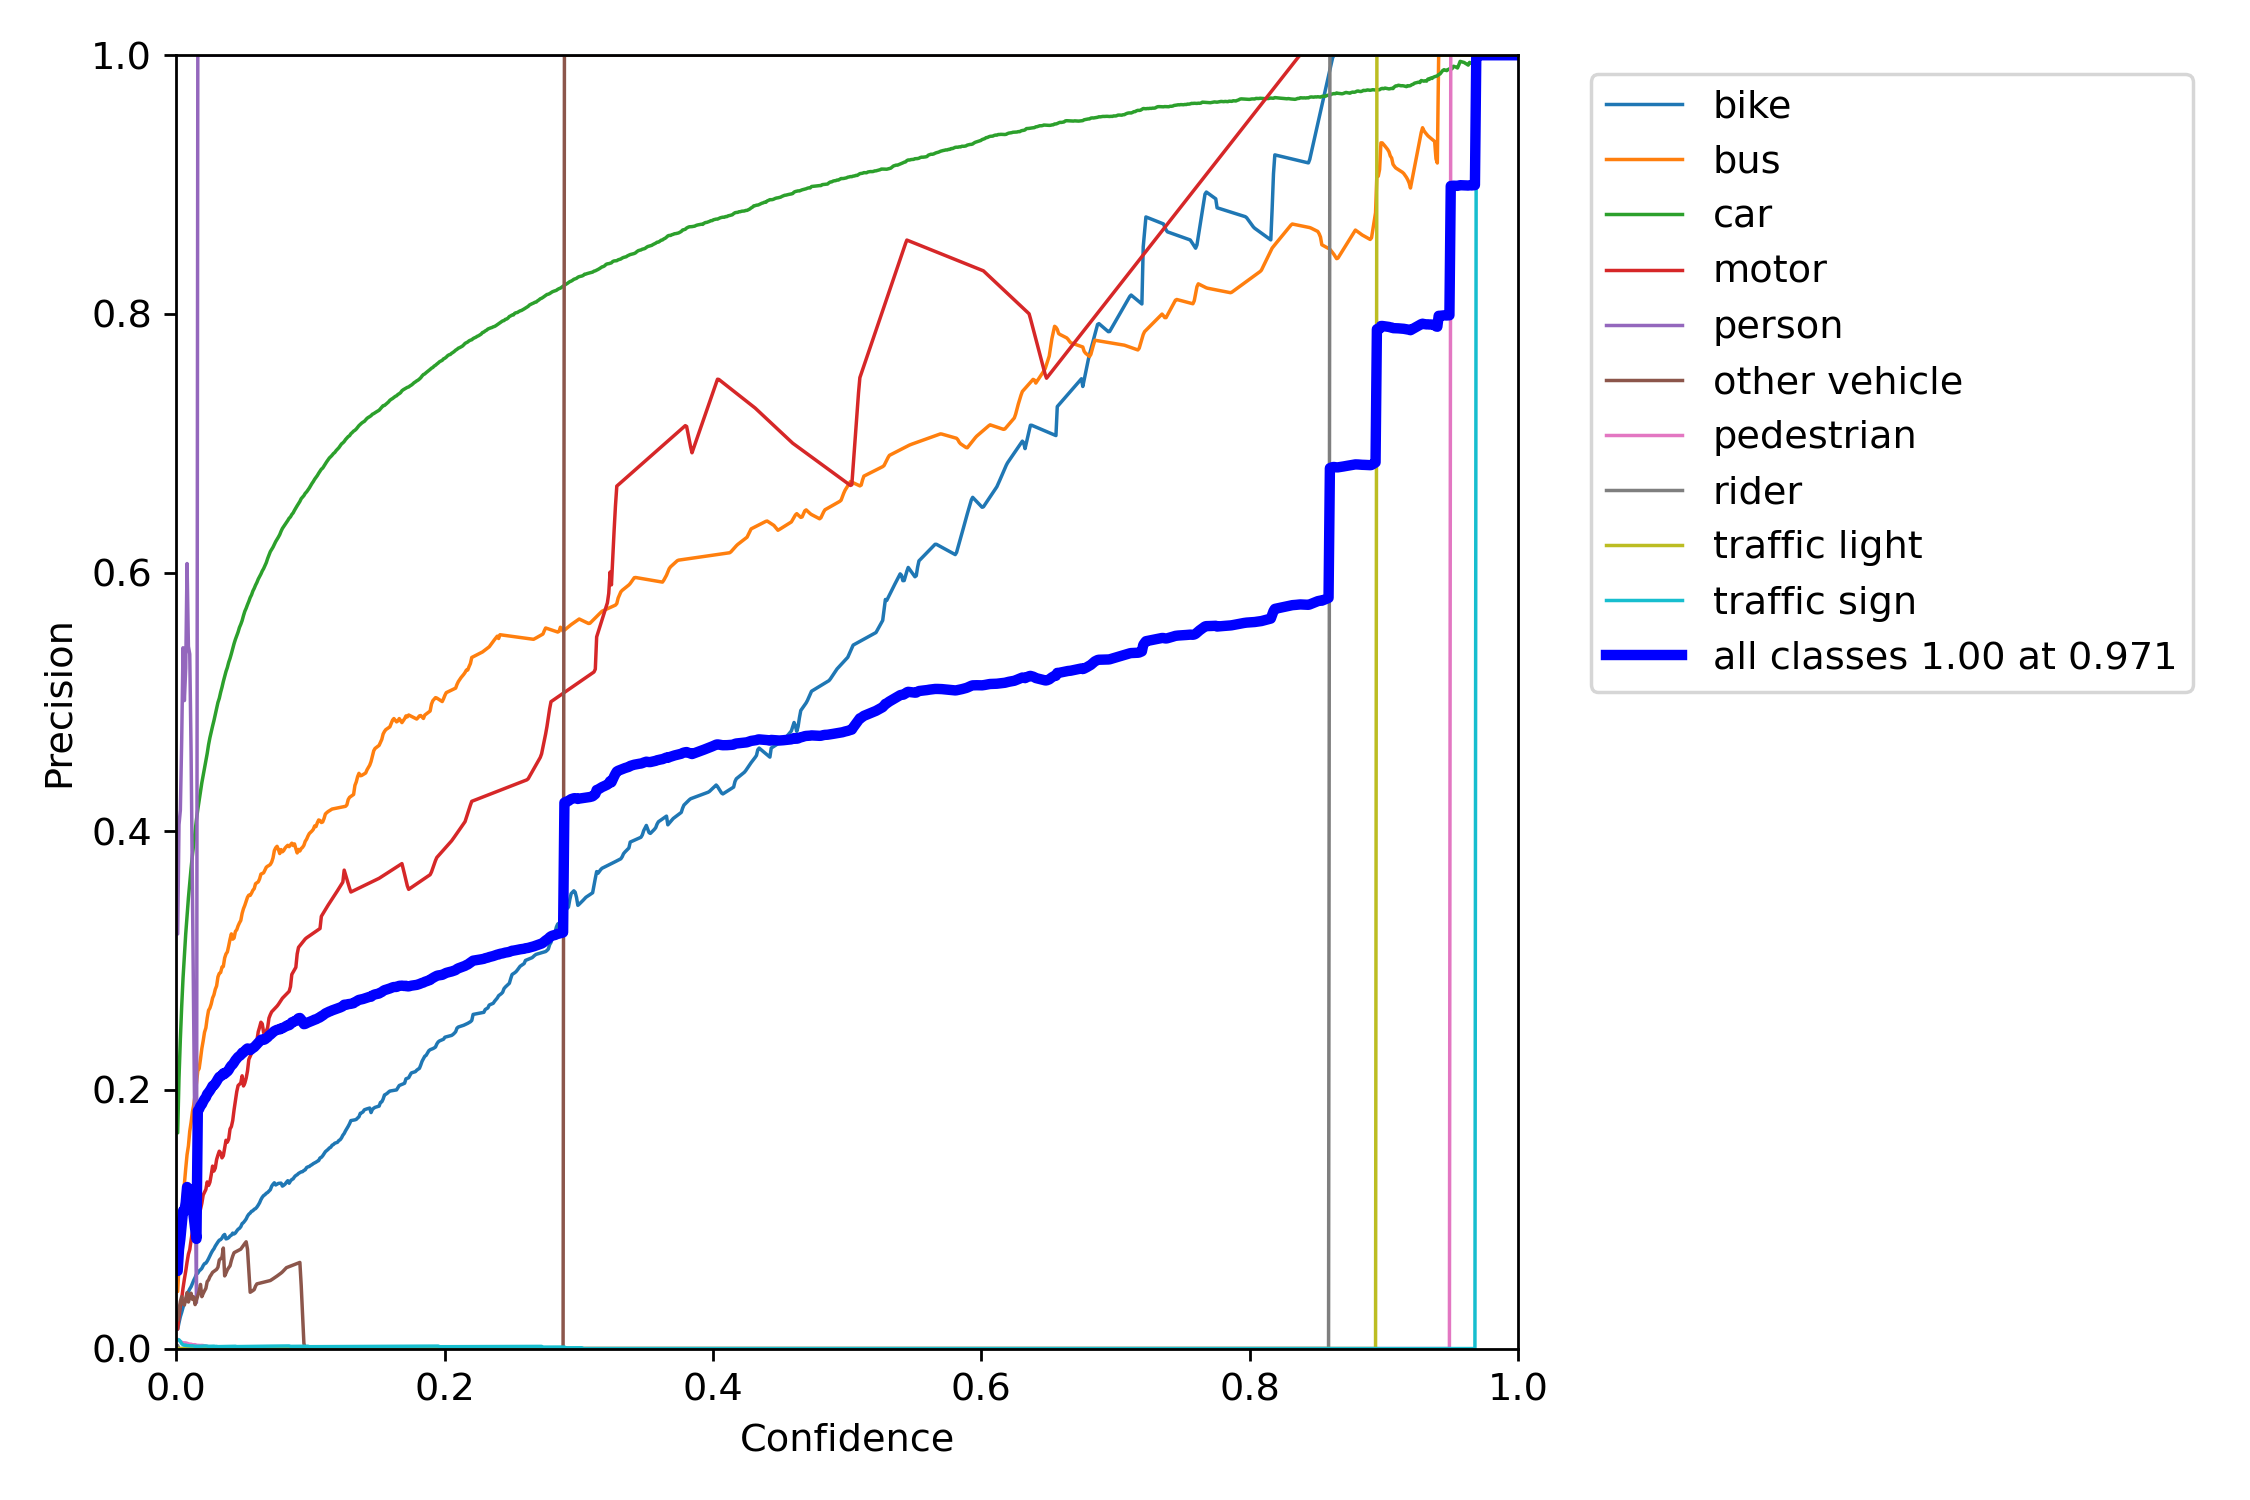 1.0
0.8
0.6
0.4
0.2
0.0
Precision
0.0 0.2 0.4 0.6 0.8 1.0
Confidence
bike
bus
car
motor
person
other vehicle
pedestrian
rider
traffic light
traffic sign
all classes 1.00 at 0.971